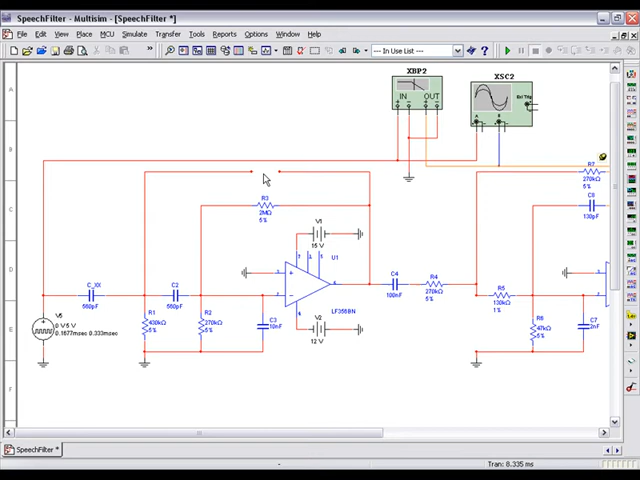 SpeechFilter - Multisim - [SpeechFilter *]
File Edit View Place MCU Simulate Transfer Tools Reports Options Window Help
--- In Use List ---
XBP2
IN OUT
XSC2
Ext Trig
A B
A
B
C
D
E
F
R7
270kΩ
5%
C8
130pF
R3
2MΩ
5%
V1
15 V
U1
LF356BN
C_XX
560pF
C2
560pF
C4
100nF
R4
270kΩ
5%
R5
130kΩ
1%
V5
0 V 5 V
0.1677msec 0.333msec
R1
430kΩ
5%
R2
270kΩ
5%
C3
10nF
V2
12 V
R6
47kΩ
5%
C7
2nF
SpeechFilter *
Tran: 8.335 ms